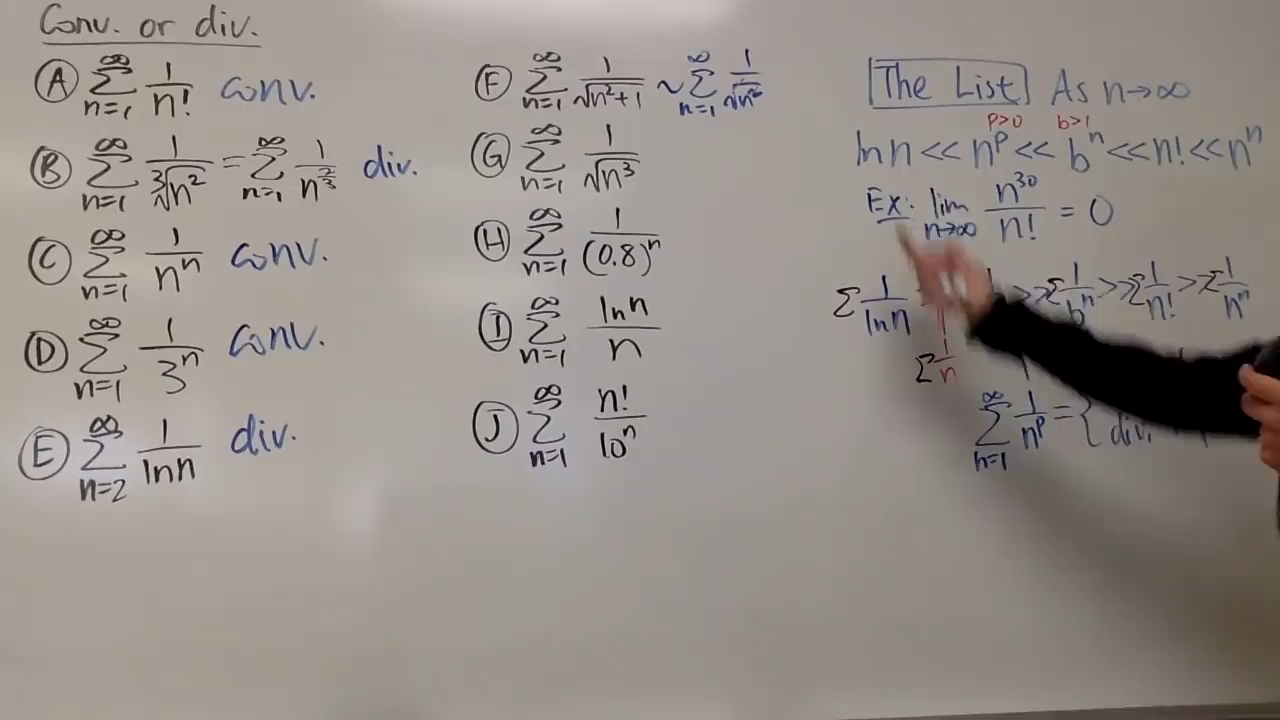 Conv. or div.
Ⓐ ∞ Σ n=1 1/n! conv.
Ⓑ ∞ Σ n=1 1/∛n² = ∞ Σ n=1 1/n^(2/3) div.
Ⓒ ∞ Σ n=1 1/n^n conv.
Ⓓ ∞ Σ n=1 1/3^n conv.
Ⓔ ∞ Σ n=2 1/ln n div.
Ⓕ ∞ Σ n=1 1/√(n²+1) ~ ∞ Σ n=1 1/√n²
Ⓖ ∞ Σ n=1 1/√n³
Ⓗ ∞ Σ n=1 1/(0.8)^n
Ⓘ ∞ Σ n=1 ln n/n
Ⓙ ∞ Σ n=1 n!/10^n
The List As n→∞
p>0 b>1
ln n << n^p << b^n << n! << n^n
Ex: lim n→∞ n^30/n! = 0
Σ 1/ln n >> Σ 1/b^n >> Σ 1/n! >> Σ 1/n^n
Σ 1/n
∞ Σ n=1 1/n^p = { div.